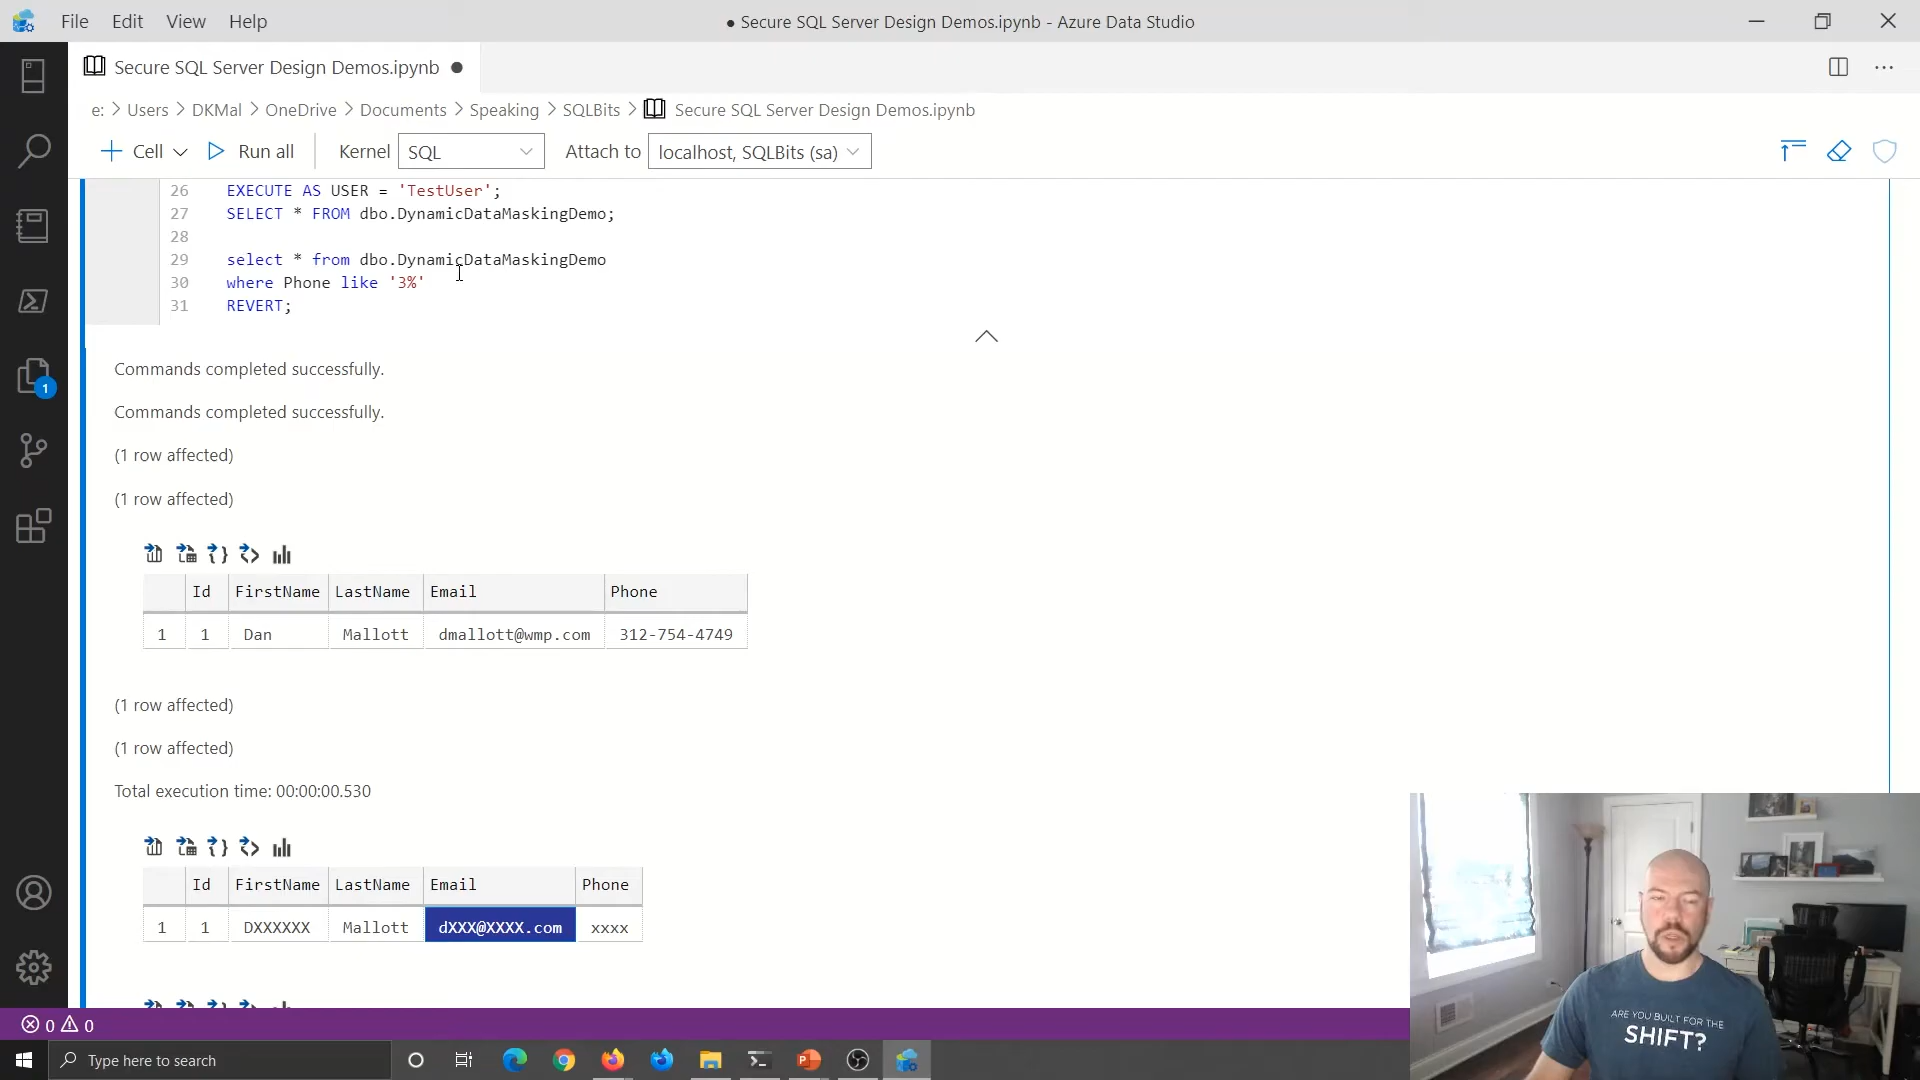 File Edit View Help
● Secure SQL Server Design Demos.ipynb - Azure Data Studio
Secure SQL Server Design Demos.ipynb ●
e: > Users > DKMal > OneDrive > Documents > Speaking > SQLBits > Secure SQL Server Design Demos.ipynb
+ Cell Run all Kernel SQL Attach to localhost, SQLBits (sa)
26 EXECUTE AS USER = 'TestUser';
27 SELECT * FROM dbo.DynamicDataMaskingDemo;
28
29 select * from dbo.DynamicDataMaskingDemo
30 where Phone like '3%'
31 REVERT;
Commands completed successfully.
Commands completed successfully.
(1 row affected)
(1 row affected)
Id FirstName LastName Email Phone
1 1 Dan Mallott dmallott@wmp.com 312-754-4749
(1 row affected)
(1 row affected)
Total execution time: 00:00:00.530
Id FirstName LastName Email Phone
1 1 DXXXXXX Mallott dXXX@XXXX.com xxxx
1
0 0
Type here to search
ARE YOU BUILT FOR THE
SHIFT?